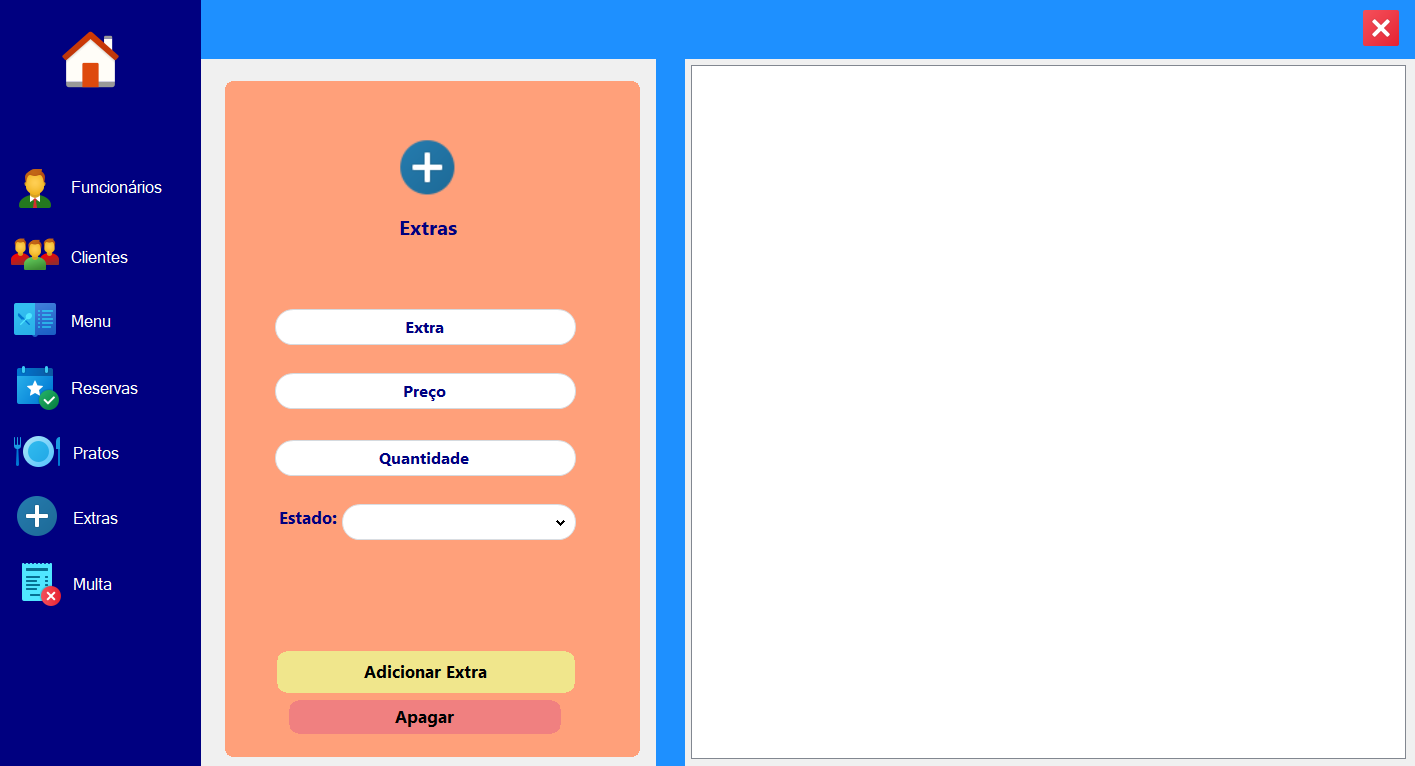 Funcionários
Clientes
Menu
Reservas
Pratos
Extras
Multa
Extras
Extra
Preço
Quantidade
Estado:
Adicionar Extra
Apagar